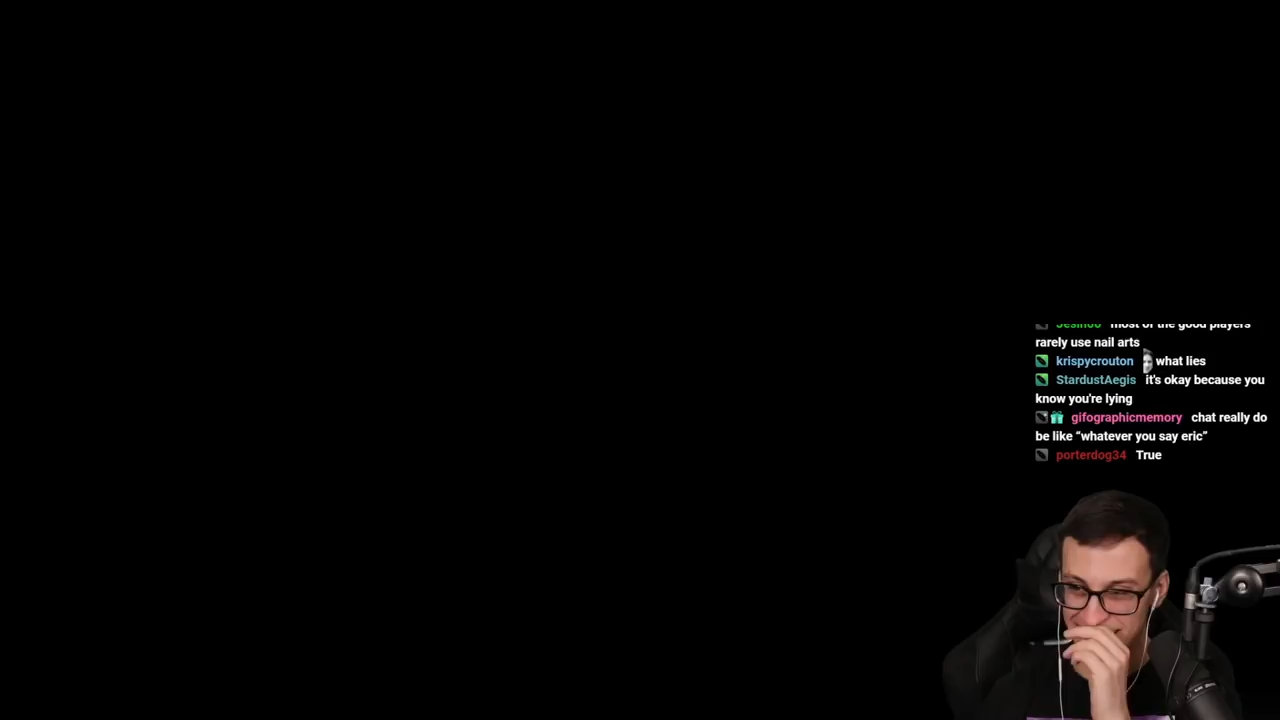 most of the good players
rarely use nail arts
krispycrouton what lies
StardustAegis it's okay because you
know you're lying
gifographicmemory chat really do
be like “whatever you say eric”
porterdog34 True